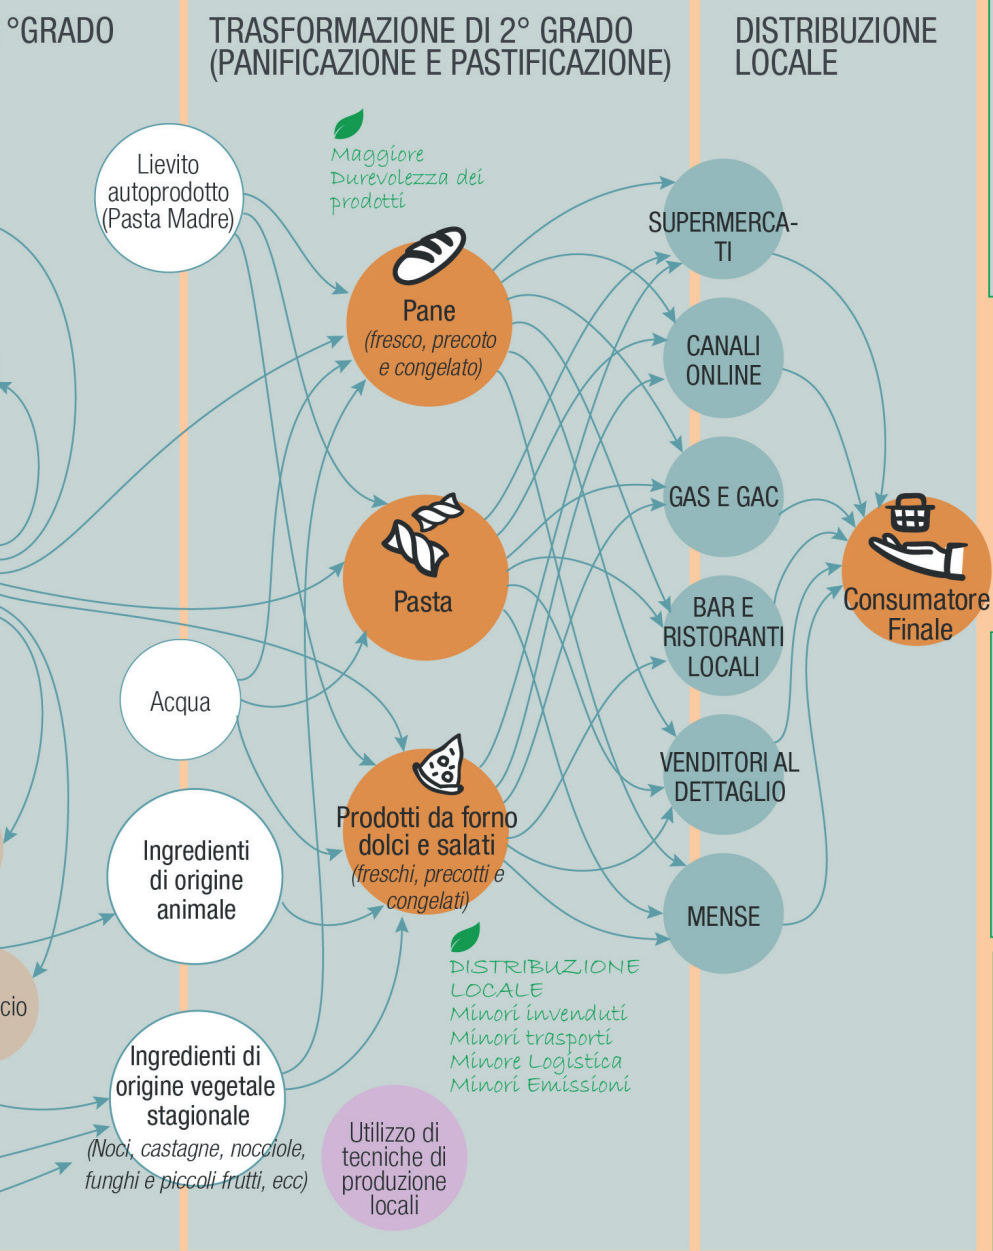 °GRADO
TRASFORMAZIONE DI 2° GRADO
(PANIFICAZIONE E PASTIFICAZIONE)
DISTRIBUZIONE
LOCALE
Lievito
autoprodotto
(Pasta Madre)
Maggiore
Durevolezza dei
prodotti
Pane
(fresco, precoto
e congelato)
Pasta
Acqua
Prodotti da forno
dolci e salati
(freschi, precotti e
congelati)
Ingredienti
di origine
animale
cio
Ingredienti di
origine vegetale
stagionale
(Noci, castagne, nocciole,
funghi e piccoli frutti, ecc)
DISTRIBUZIONE
LOCALE
Minori invenduti
Minori trasporti
Minore Logistica
Minori Emissioni
Utilizzo di
tecniche di
produzione
locali
SUPERMERCA-
TI
CANALI
ONLINE
GAS E GAC
BAR E
RISTORANTI
LOCALI
VENDITORI AL
DETTAGLIO
MENSE
Consumatore
Finale